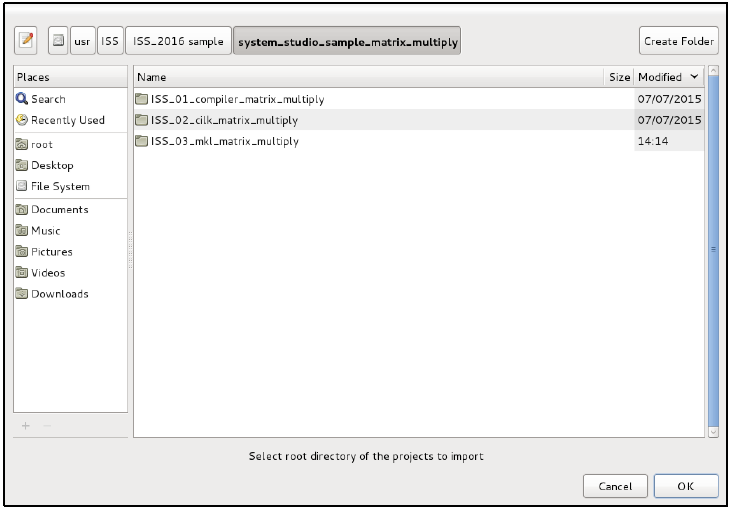 usr ISS ISS_2016 sample system_studio_sample_matrix_multiply Create Folder
Places Name Size Modified
Search ISS_01_compiler_matrix_multiply 07/07/2015
Recently Used ISS_02_cilk_matrix_multiply 07/07/2015
root ISS_03_mkl_matrix_multiply 14:14
Desktop
File System
Documents
Music
Pictures
Videos
Downloads
Select root directory of the projects to import
Cancel OK